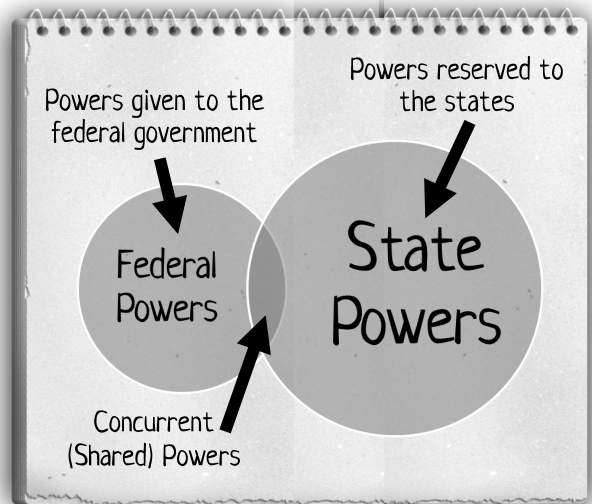 Powers given to the
federal government
Powers reserved to
the states
Federal
Powers
State
Powers
Concurrent
(Shared) Powers